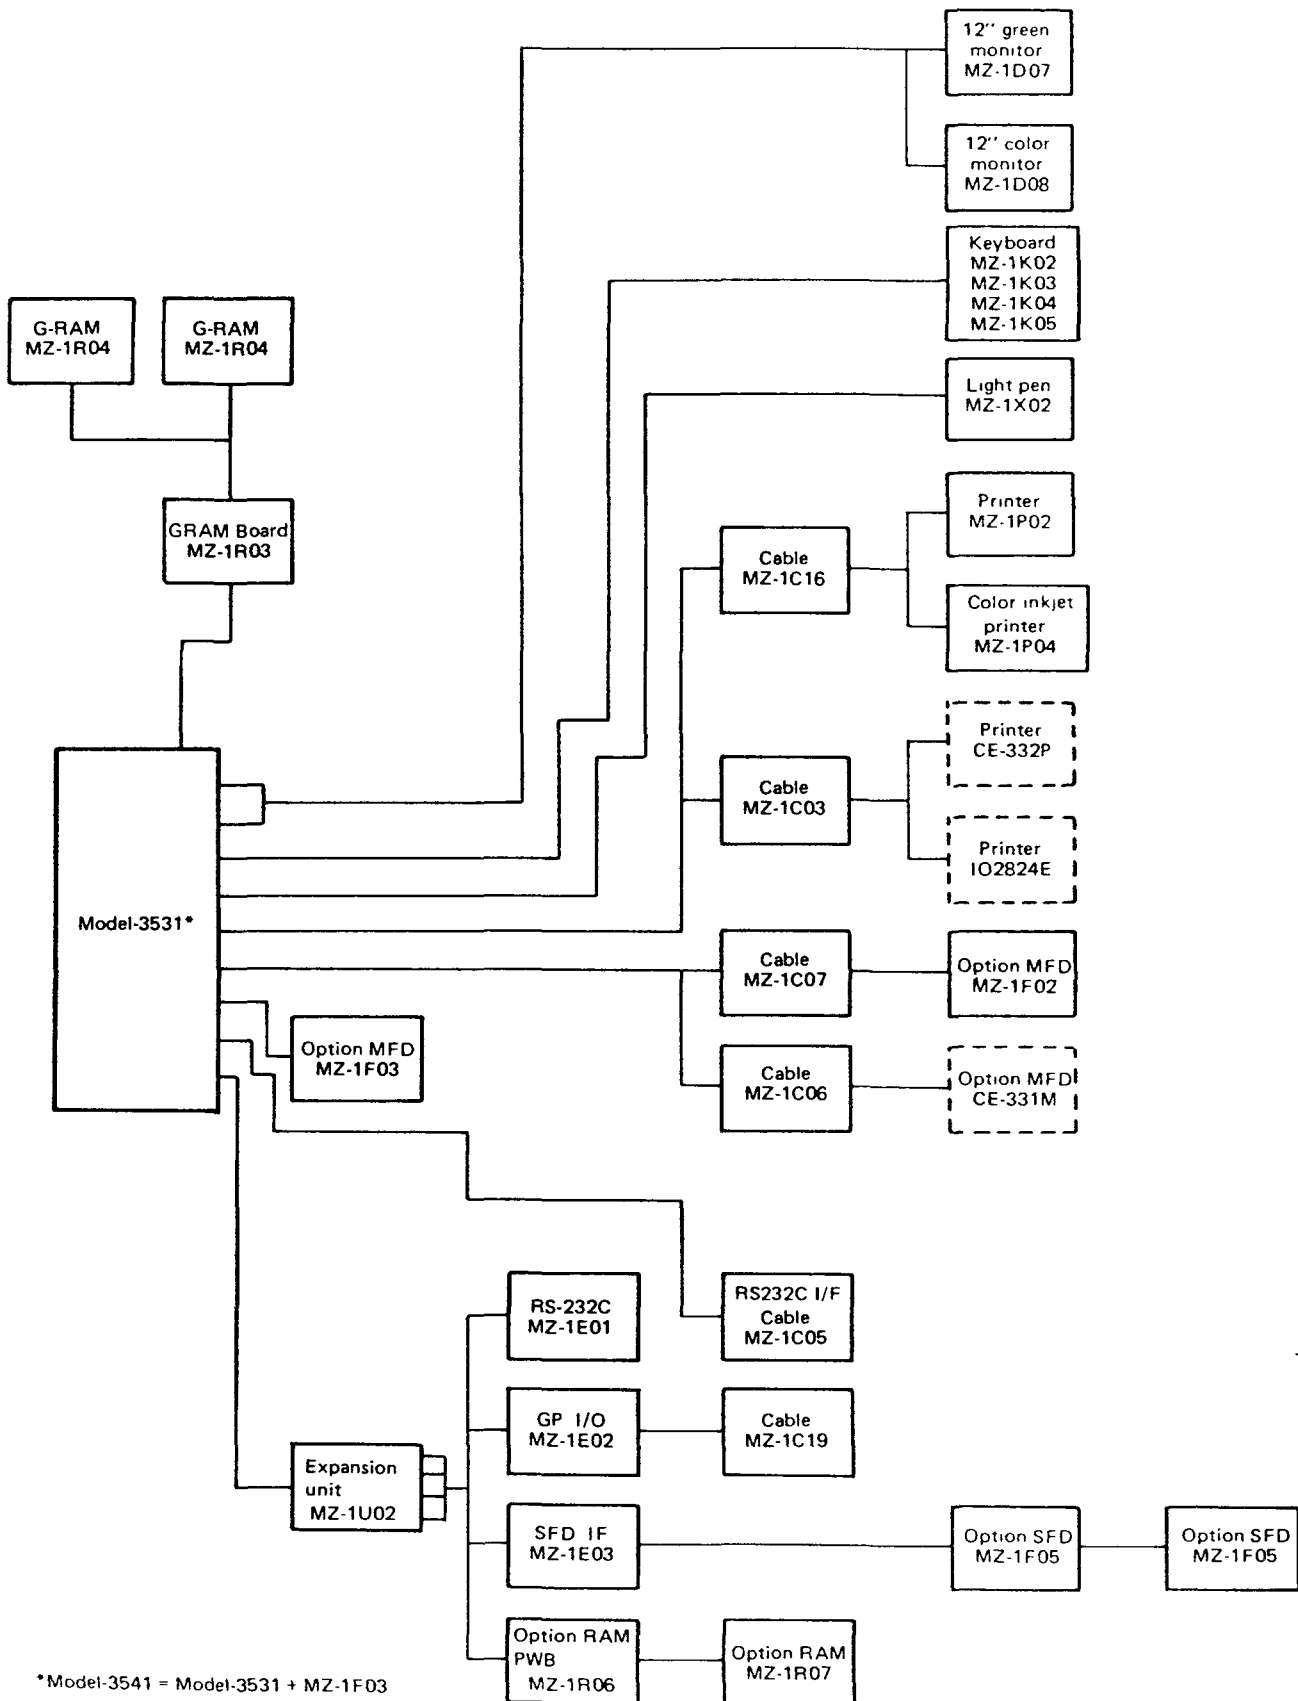 12'' green
monitor
MZ-1D07
12'' color
monitor
MZ-1D08
Keyboard
MZ-1K02
MZ-1K03
MZ-1K04
MZ-1K05
G-RAM
MZ-1R04
G-RAM
MZ-1R04
Light pen
MZ-1X02
GRAM Board
MZ-1R03
Printer
MZ-1P02
Cable
MZ-1C16
Color inkjet
printer
MZ-1P04
Printer
CE-332P
Cable
MZ-1C03
Printer
IO2824E
Model-3531*
Cable
MZ-1C07
Option MFD
MZ-1F02
Option MFD
MZ-1F03
Cable
MZ-1C06
Option MFD
CE-331M
RS-232C
MZ-1E01
RS232C I/F
Cable
MZ-1C05
GP I/O
MZ-1E02
Cable
MZ-1C19
Expansion
unit
MZ-1U02
SFD IF
MZ-1E03
Option SFD
MZ-1F05
Option SFD
MZ-1F05
Option RAM
PWB
MZ-1R06
Option RAM
MZ-1R07
*Model-3541 = Model-3531 + MZ-1F03